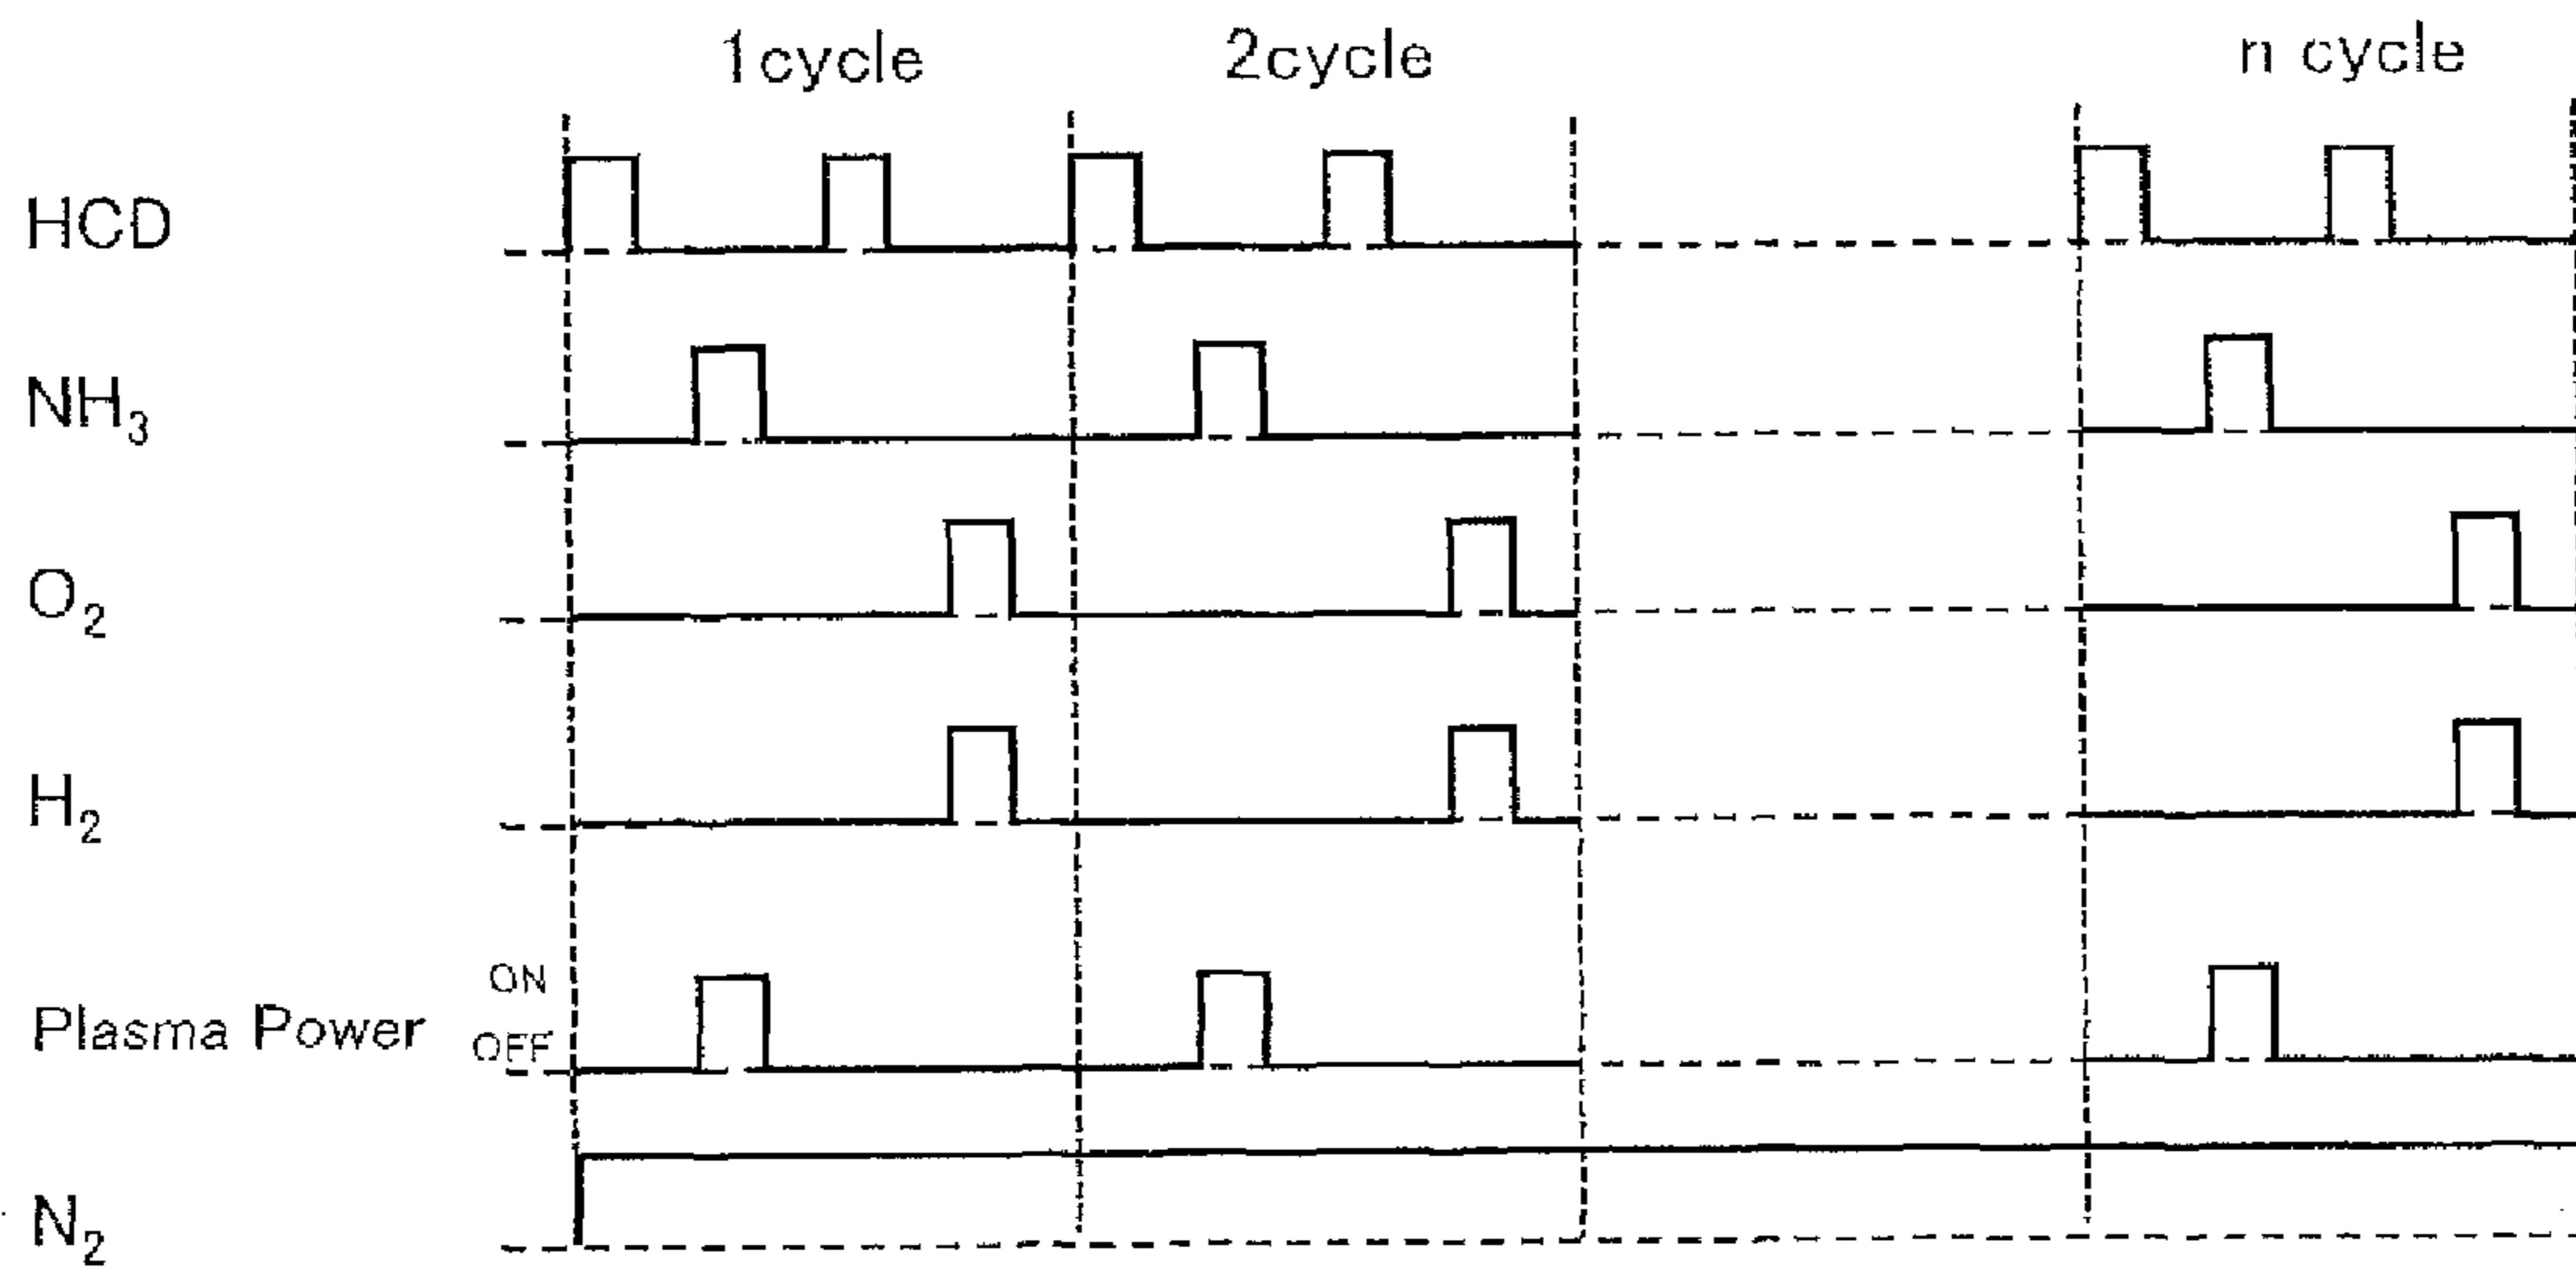 1cycle 2cycle n cycle
HCD
NH₃
O₂
H₂
ON
Plasma Power
OFF
N₂